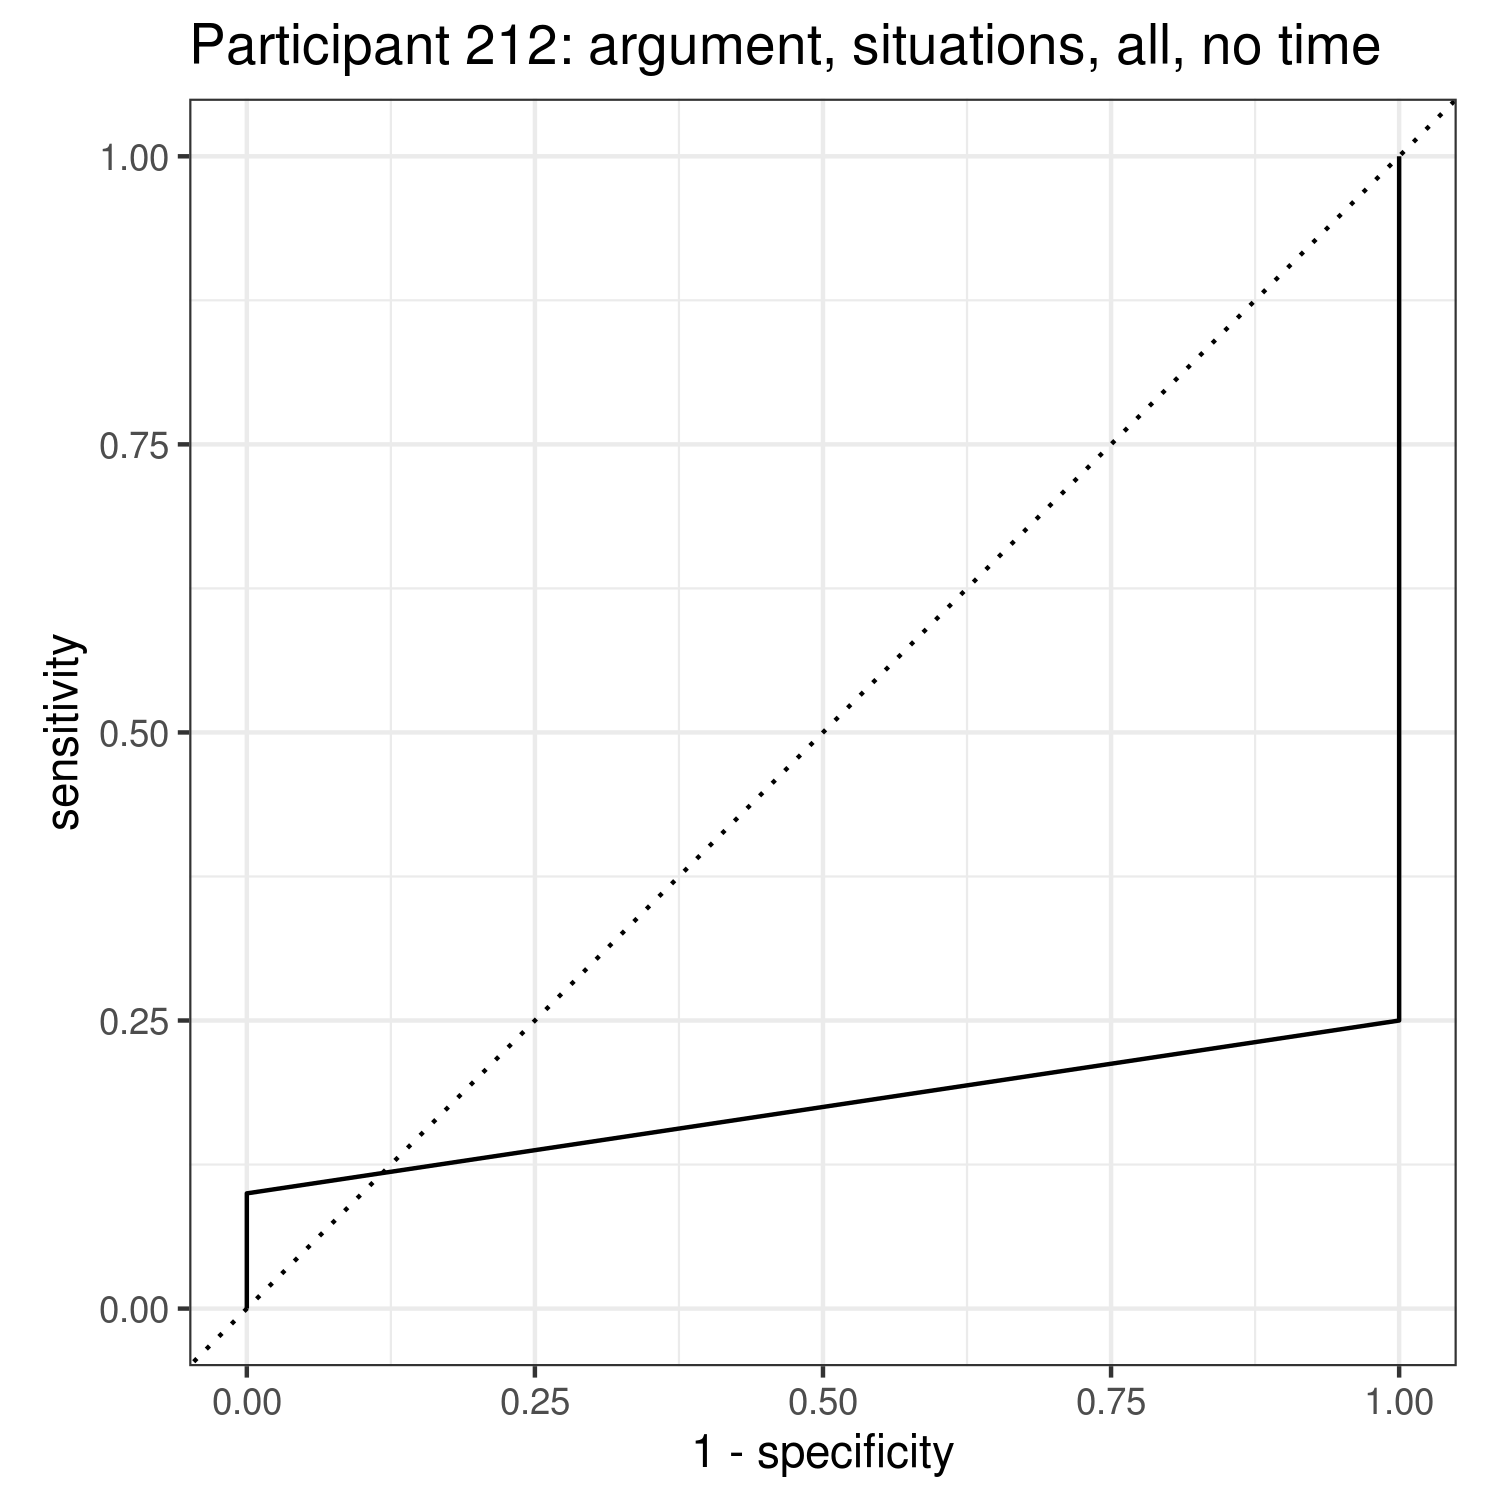 Participant 212: argument, situations, all, no time
1.00
0.75
0.50
0.25
0.00
sensitivity
0.00 0.25 0.50 0.75 1.00
1 - specificity